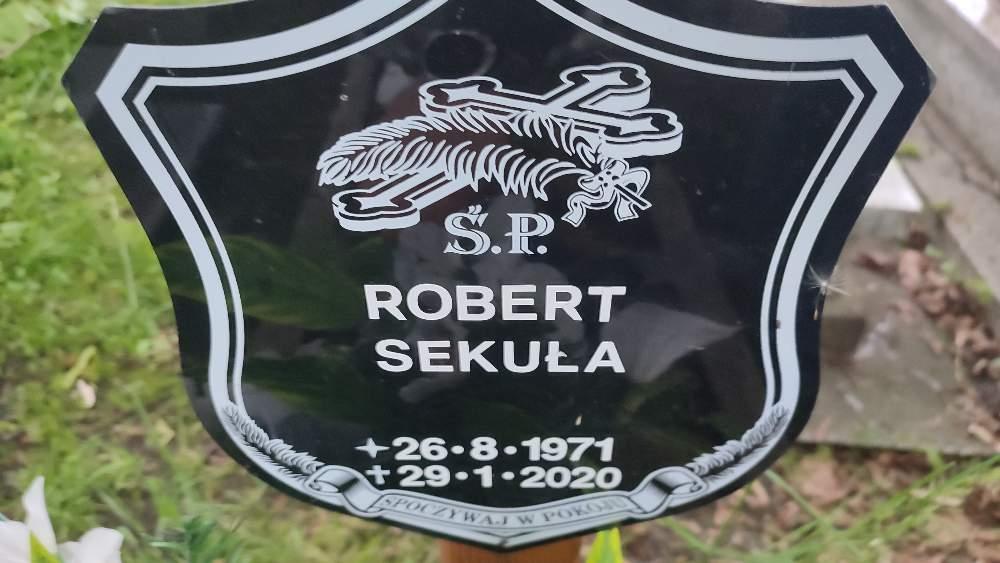 Ś.P.
ROBERT
SEKUŁA
26•8•1971
29•1•2020
SPOCZYWAJ W POKOJU